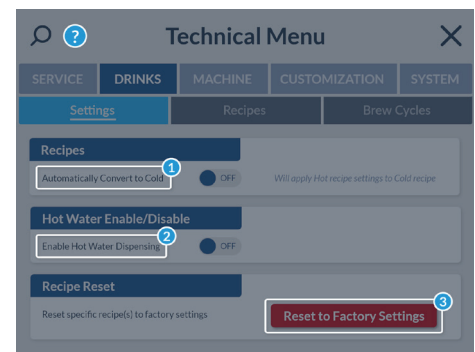 ? Technical Menu
SERVICE DRINKS MACHINE CUSTOMIZATION SYSTEM
Settings Recipes Brew Cycles
Recipes
1
Automatically Convert to Cold OFF Will apply Hot recipe settings to Cold recipe
Hot Water Enable/Disable
2
Enable Hot Water Dispensing OFF
Recipe Reset
3
Reset specific recipe(s) to factory settings Reset to Factory Settings